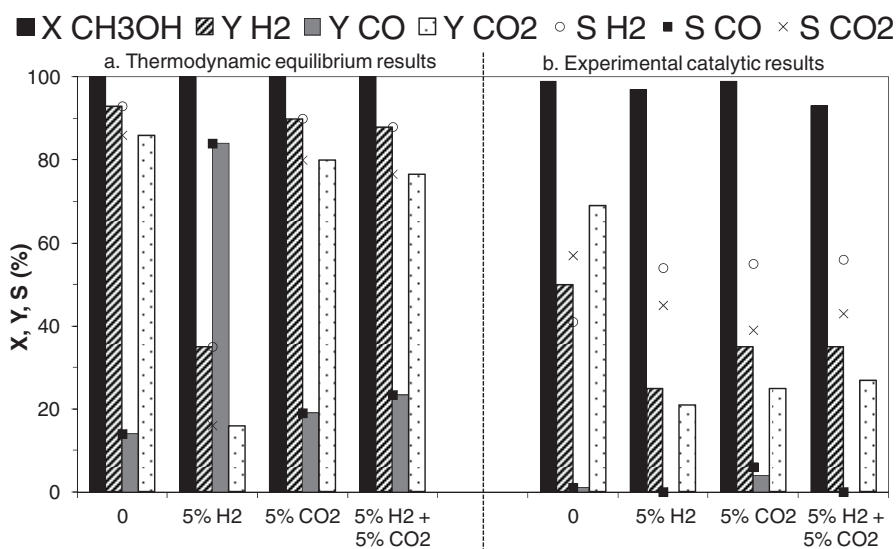 X CH3OH Y H2 Y CO Y CO2 S H2 S CO S CO2
a. Thermodynamic equilibrium results
b. Experimental catalytic results
X, Y, S (%)
100
80
60
40
20
0
0 5% H2 5% CO2 5% H2 +
5% CO2
0 5% H2 5% CO2 5% H2 +
5% CO2